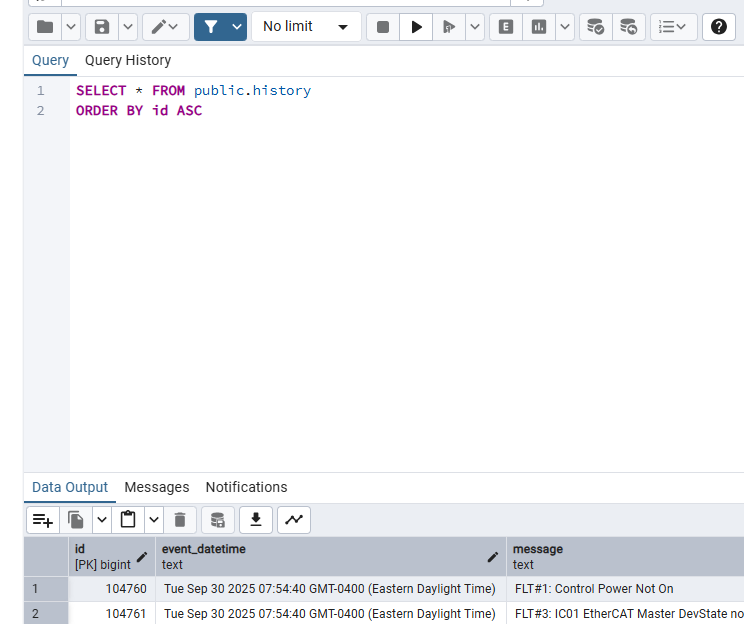 No limit
E
Query Query History
1 SELECT * FROM public.history
2 ORDER BY id ASC
Data Output Messages Notifications
id event_datetime message
[PK] bigint text text
1 104760 Tue Sep 30 2025 07:54:40 GMT-0400 (Eastern Daylight Time) FLT#1: Control Power Not On
2 104761 Tue Sep 30 2025 07:54:40 GMT-0400 (Eastern Daylight Time) FLT#3: IC01 EtherCAT Master DevState no